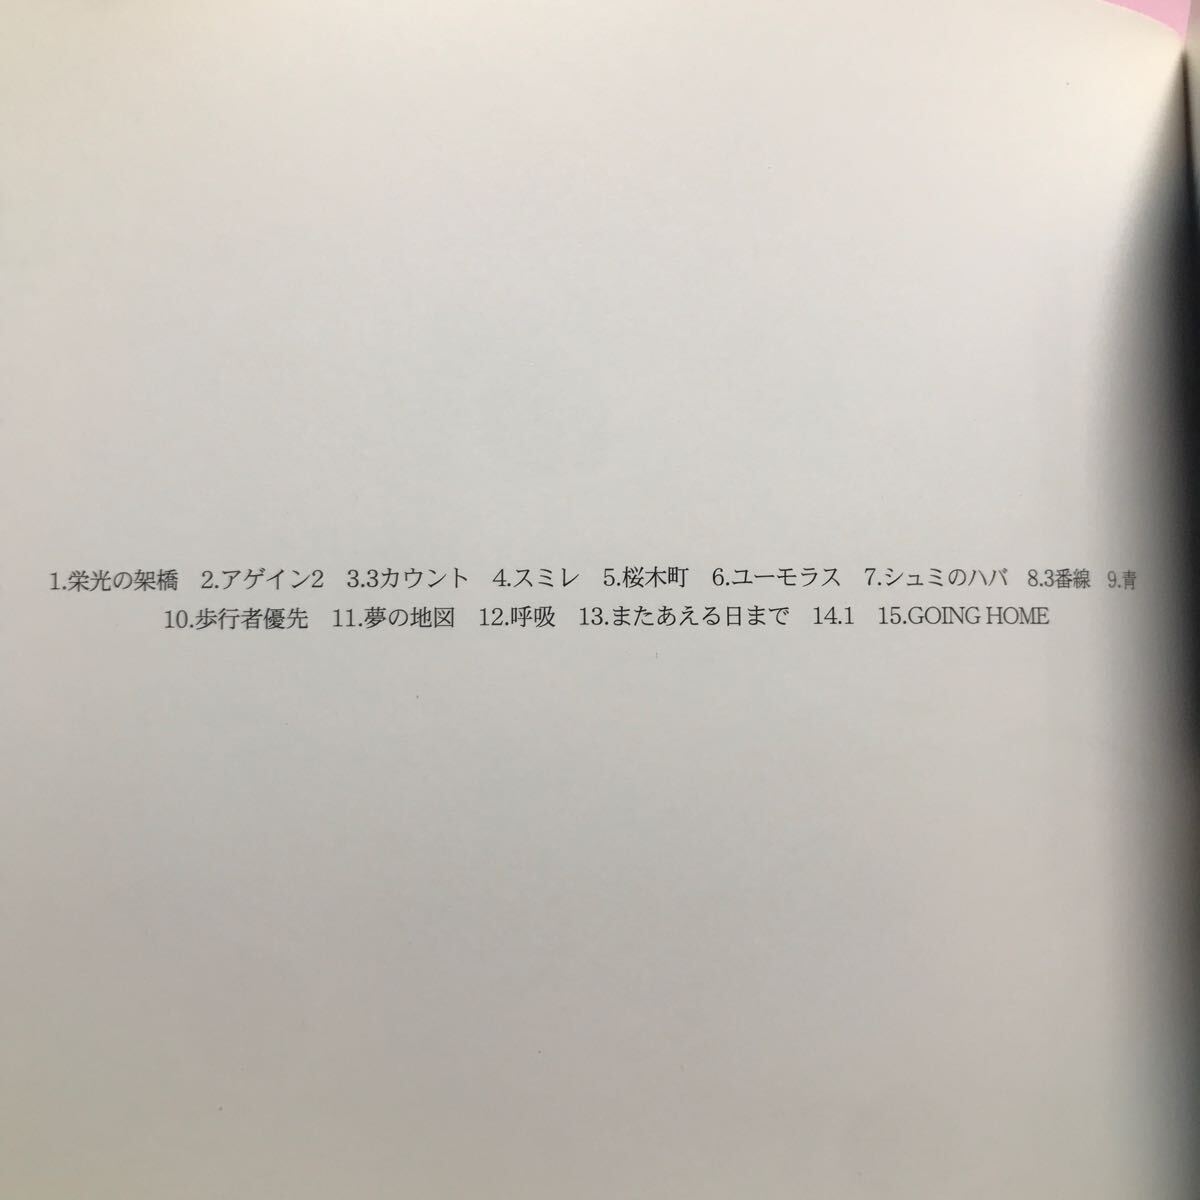 1.栄光の架橋　2.アゲイン2　3.3カウント　4.スミレ　5.桜木町　6.ユーモラス　7.シュミのハバ　8.3番線　9.青
10.歩行者優先　11.夢の地図　12.呼吸　13.またあえる日まで　14.1　15.GOING HOME